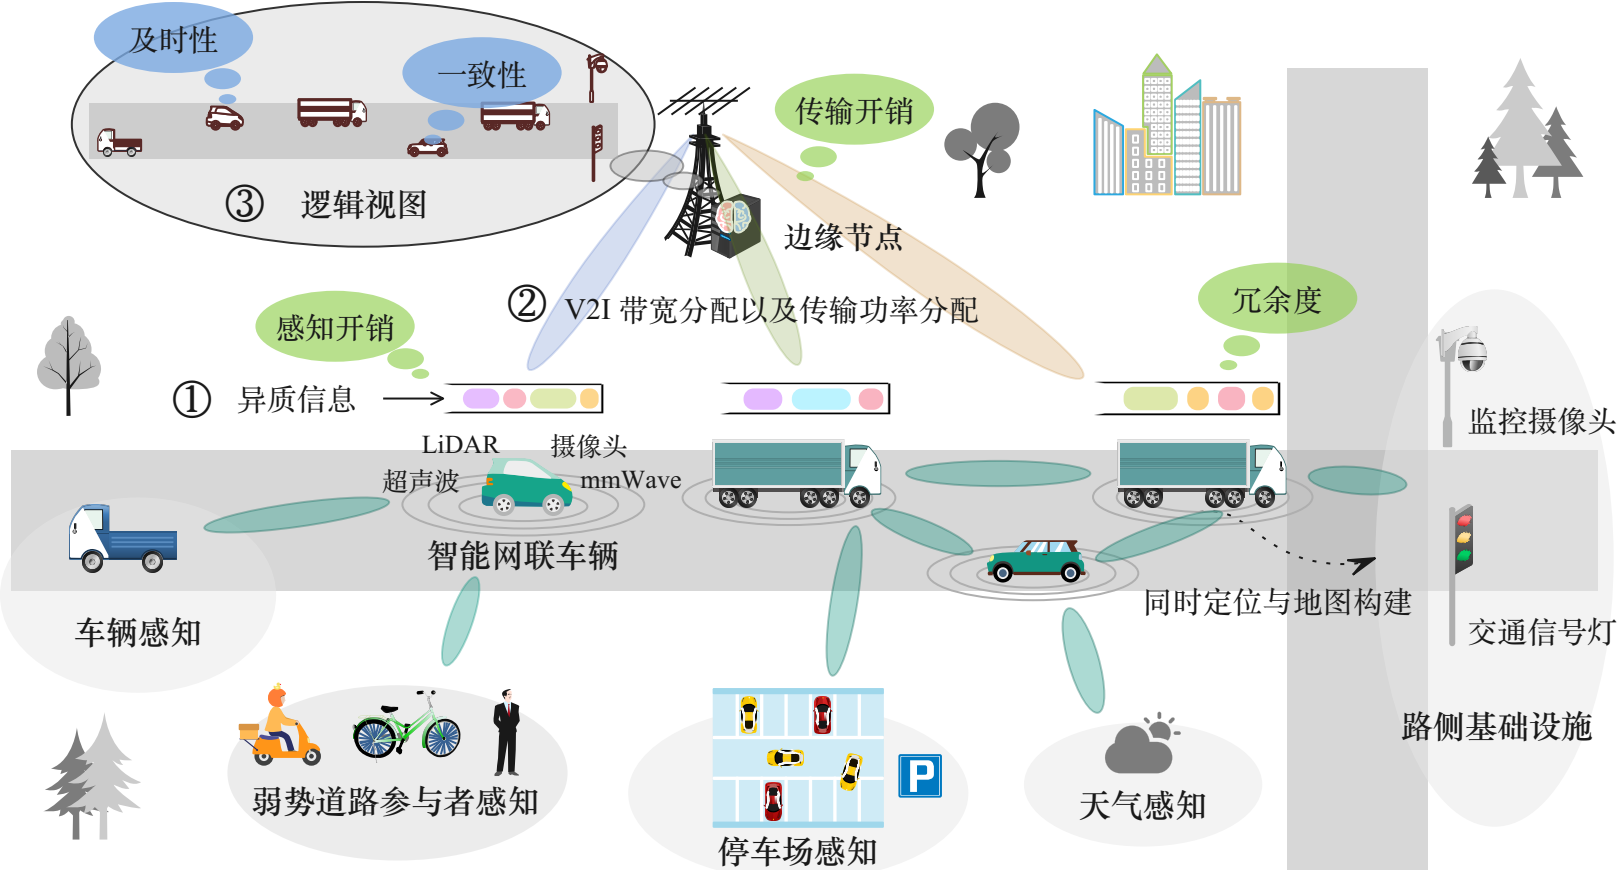 及时性
一致性
③ 逻辑视图
传输开销
边缘节点
② V2I 带宽分配以及传输功率分配
感知开销
冗余度
① 异质信息
LiDAR
摄像头
超声波
mmWave
智能网联车辆
监控摄像头
同时定位与地图构建
交通信号灯
车辆感知
路侧基础设施
弱势道路参与者感知
P
停车场感知
天气感知